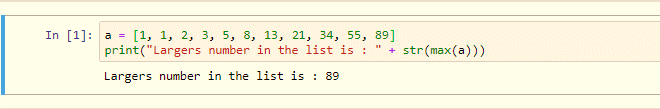 In [1]: a = [1, 1, 2, 3, 5, 8, 13, 21, 34, 55, 89]
print("Largers number in the list is : " + str(max(a)))
Largers number in the list is : 89